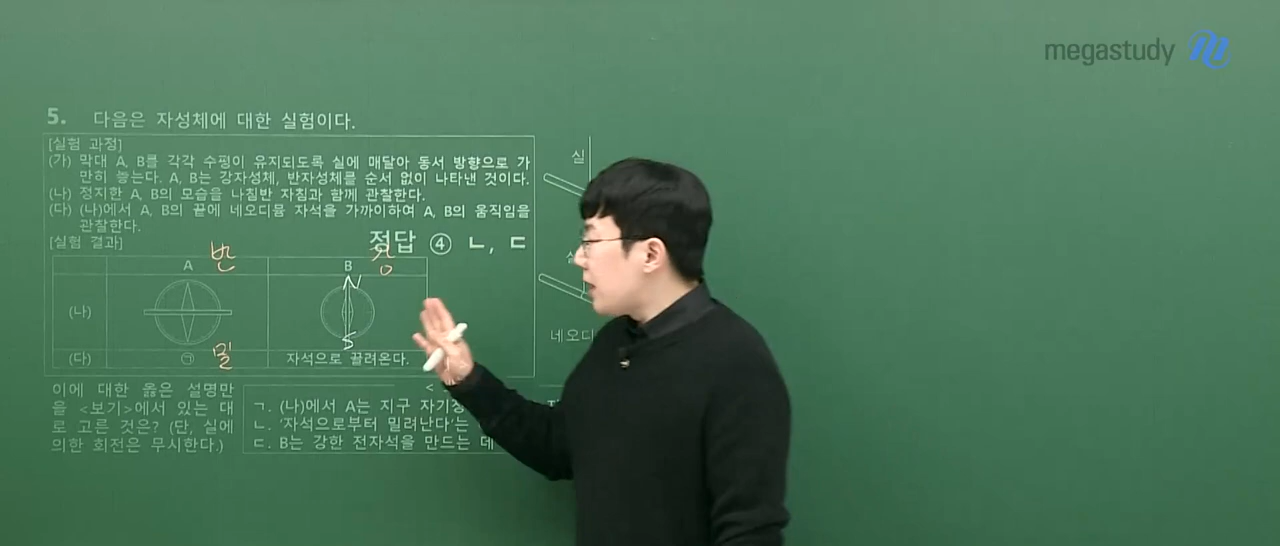 megastudy
5. 다음은 자성체에 대한 실험이다.
[실험 과정]
(가) 막대 A, B를 각각 수평이 유지되도록 실에 매달아 동서 방향으로 가
만히 놓는다. A, B는 강자성체, 반자성체를 순서 없이 나타낸 것이다.
(나) 정지한 A, B의 모습을 나침반 자침과 함께 관찰한다.
(다) (나)에서 A, B의 끝에 네오디뮴 자석을 가까이하여 A, B의 움직임을
관찰한다.
[실험 결과]
정답 ④ ㄴ, ㄷ
A 반 B 강
(나) N S
(다) ㉠ 밀 자석으로 끌려온다.
실
네오디
이에 대한 옳은 설명만
을 <보기>에서 있는 대
로 고른 것은? (단, 실에
의한 회전은 무시한다.)
<
ㄱ. (나)에서 A는 지구 자기장
ㄴ. '자석으로부터 밀려난다'는
ㄷ. B는 강한 전자석을 만드는 데